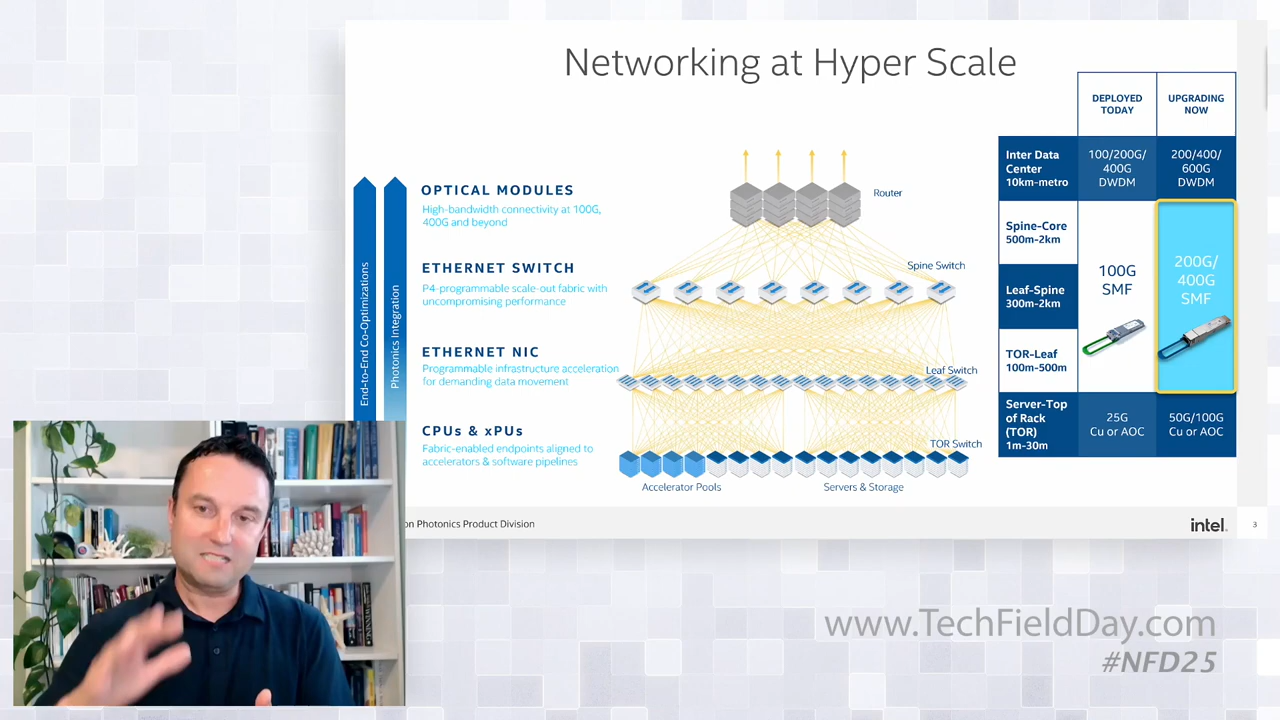 Networking at Hyper Scale
DEPLOYED
TODAY
UPGRADING
NOW
Inter Data
Center
10km-metro
100/200G/
400G
DWDM
200/400/
600G
DWDM
Spine-Core
500m-2km
Leaf-Spine
300m-2km
TOR-Leaf
100m-500m
100G
SMF
200G/
400G
SMF
Server-Top
of Rack
(TOR)
1m-30m
25G
Cu or AOC
50G/100G
Cu or AOC
End-to-End Co-Optimizations
Photonics Integration
OPTICAL MODULES
High-bandwidth connectivity at 100G,
400G and beyond
ETHERNET SWITCH
P4-programmable scale-out fabric with
uncompromising performance
ETHERNET NIC
Programmable infrastructure acceleration
for demanding data movement
CPUs & xPUs
Fabric-enabled endpoints aligned to
accelerators & software pipelines
Router
Spine Switch
Leaf Switch
TOR Switch
Accelerator Pools
Servers & Storage
on Photonics Product Division
intel.
3
www.TechFieldDay.com
#NFD25